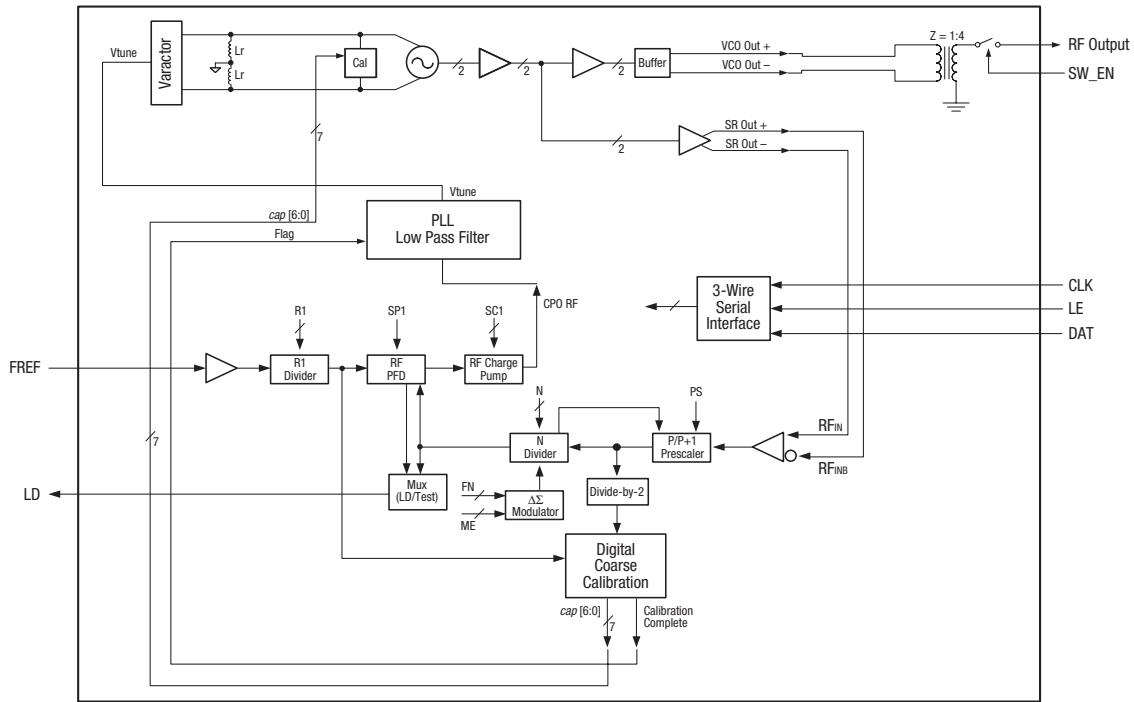 Vtune
Varactor
Lr
Lr
Cal
2
2
2
Buffer
VCO Out +
VCO Out –
Z = 1:4
RF Output
SW_EN
7
2
SR Out +
SR Out –
Vtune
cap [6:0]
Flag
PLL
Low Pass Filter
CPO RF
3-Wire
Serial
Interface
CLK
LE
DAT
R1
SP1
SC1
FREF
R1
Divider
RF
PFD
RF Charge
Pump
N
PS
7
N
Divider
P/P+1
Prescaler
RFIN
RFINB
LD
Mux
(LD/Test)
FN
ME
ΔΣ
Modulator
Divide-by-2
Digital
Coarse
Calibration
cap [6:0]
7
Calibration
Complete